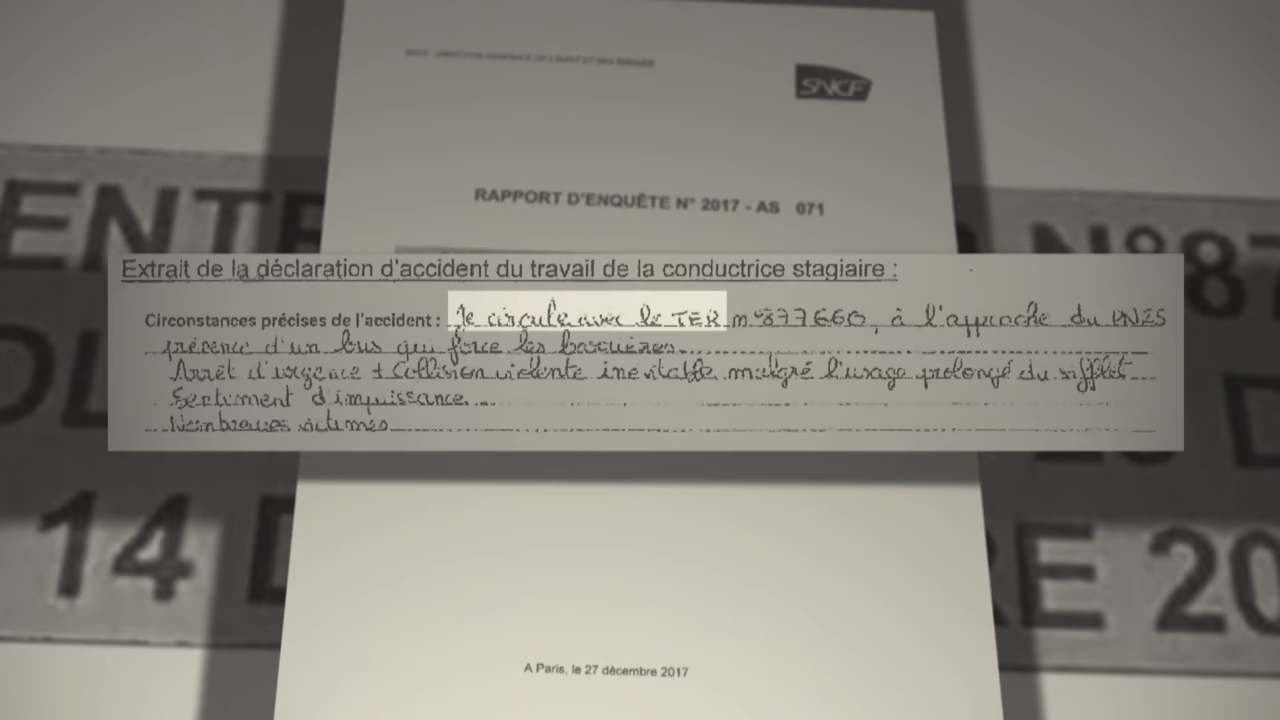 SNCF
RAPPORT D'ENQUÊTE N° 2017 - AS 071
Extrait de la déclaration d'accident du travail de la conductrice stagiaire :
Circonstances précises de l'accident : Je circule avec le TER n°877660, à l'approche du
présence d'un bus qui force les barrières.
Arrêt d'urgence + Collision violente inévitable malgré l'usage prolongé du sifflet
Sentiment d'impuissance.
Nombreuses victimes
A Paris, le 27 décembre 2017
ENT
N°87
OL
D
14 D
RE 20